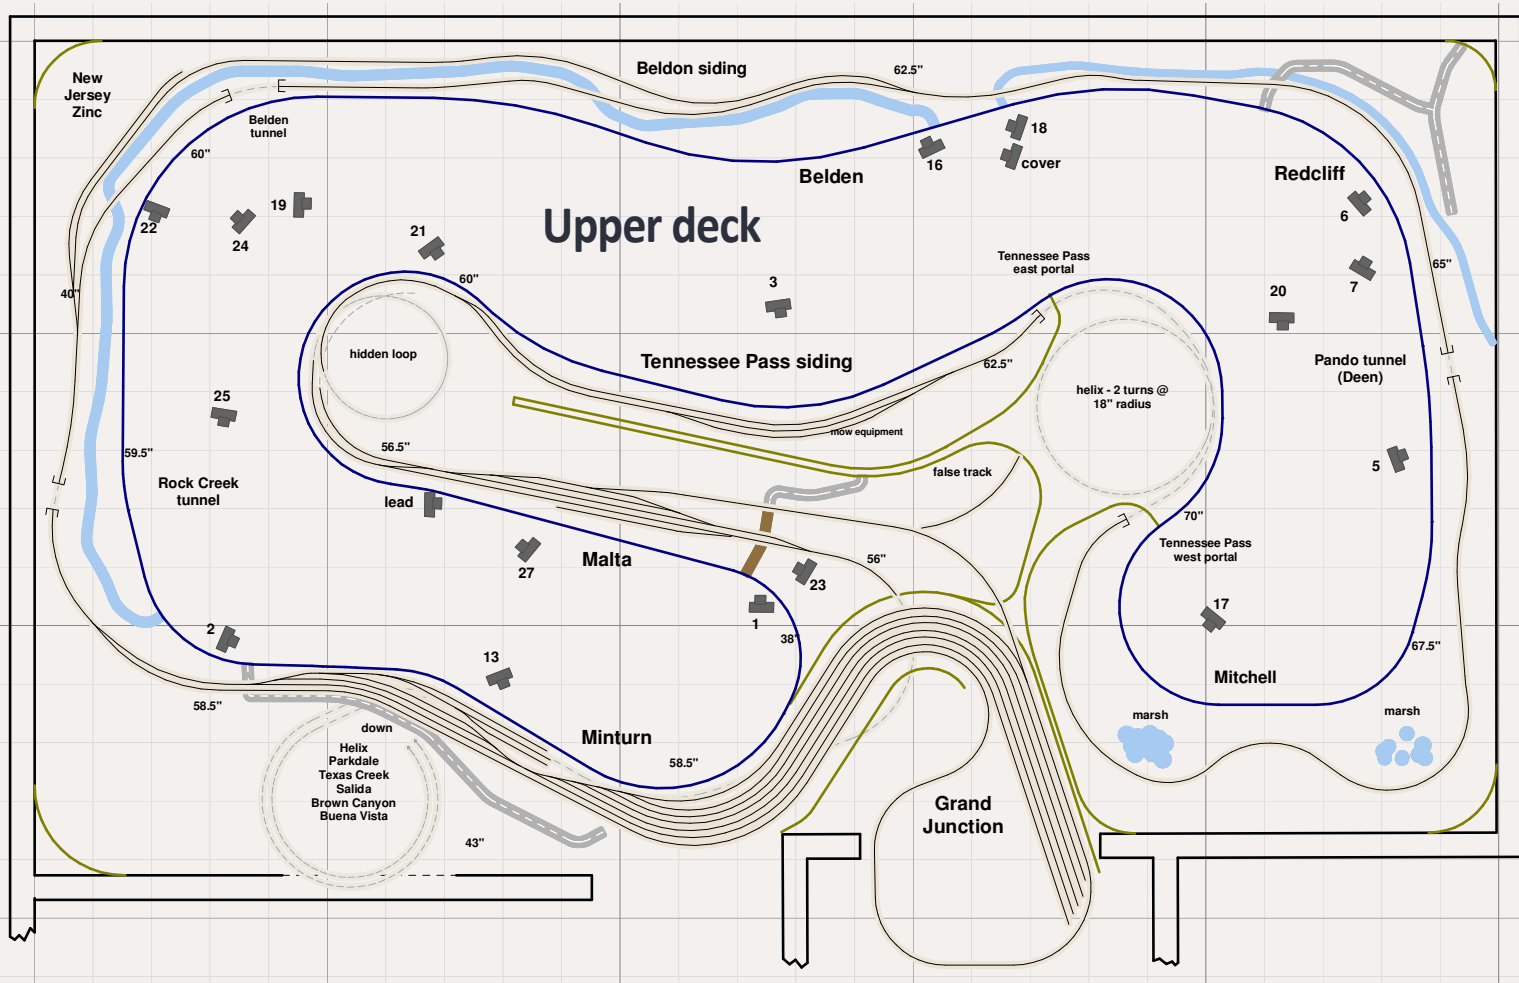 Beldon siding
62.5"
New
Jersey
Zinc
Belden
tunnel
60"
18
16
cover
Belden
Redcliff
6
22
24
19
21
Upper deck
Tennessee Pass
east portal
65"
40"
60"
3
20
7
hidden loop
Tennessee Pass siding
62.5"
Pando tunnel
(Deen)
helix - 2 turns @
18" radius
25
mow equipment
59.5"
56.5"
false track
5
Rock Creek
tunnel
lead
70"
Malta
27
56"
23
Tennessee Pass
west portal
1
17
2
38"
67.5"
13
Mitchell
58.5"
marsh
marsh
down
Minturn
58.5"
Helix
Parkdale
Texas Creek
Salida
Brown Canyon
Buena Vista
Grand
Junction
43"